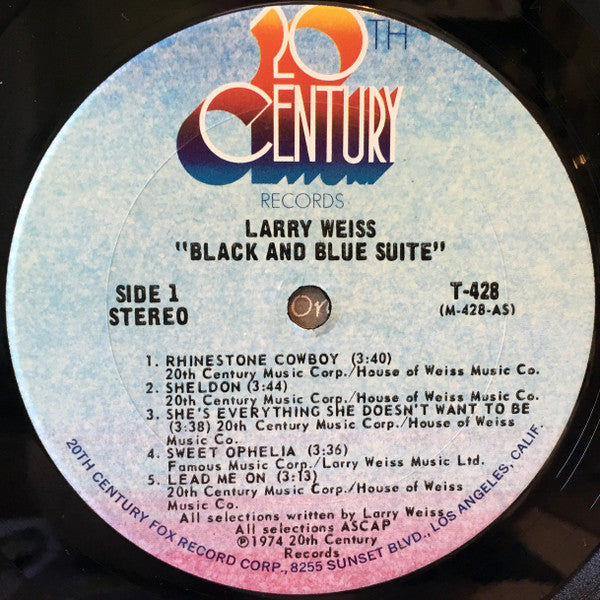 20TH
CENTURY
RECORDS
LARRY WEISS
"BLACK AND BLUE SUITE"
SIDE 1
STEREO
T-428
(M-428-AS)
1. RHINESTONE COWBOY (3:40)
20th Century Music Corp./House of Weiss Music Co.
2. SHELDON (3:44)
20th Century Music Corp./House of Weiss Music Co.
3. SHE'S EVERYTHING SHE DOESN'T WANT TO BE
(3:38) 20th Century Music Corp./House of Weiss
Music Co.
4. SWEET OPHELIA (3:36)
Famous Music Corp./Larry Weiss Music Ltd.
5. LEAD ME ON (3:13)
20th Century Music Corp./House of Weiss
Music Co.
All selections written by Larry Weiss
All selections ASCAP
℗1974 20th Century
Records
20TH CENTURY FOX RECORD CORP., 8255 SUNSET BLVD., LOS ANGELES, CALIF.